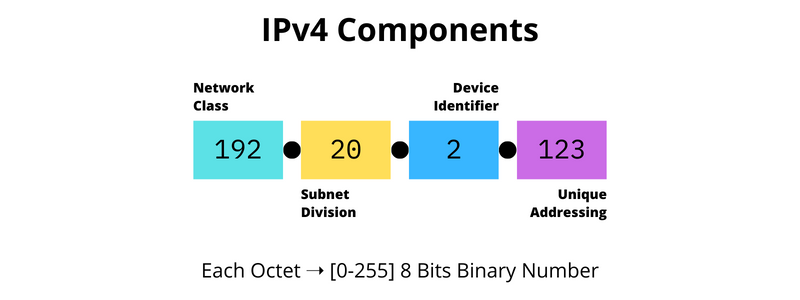 IPv4 Components
Network
Class
Device
Identifier
192
20
2
123
Subnet
Division
Unique
Addressing
Each Octet → [0-255] 8 Bits Binary Number